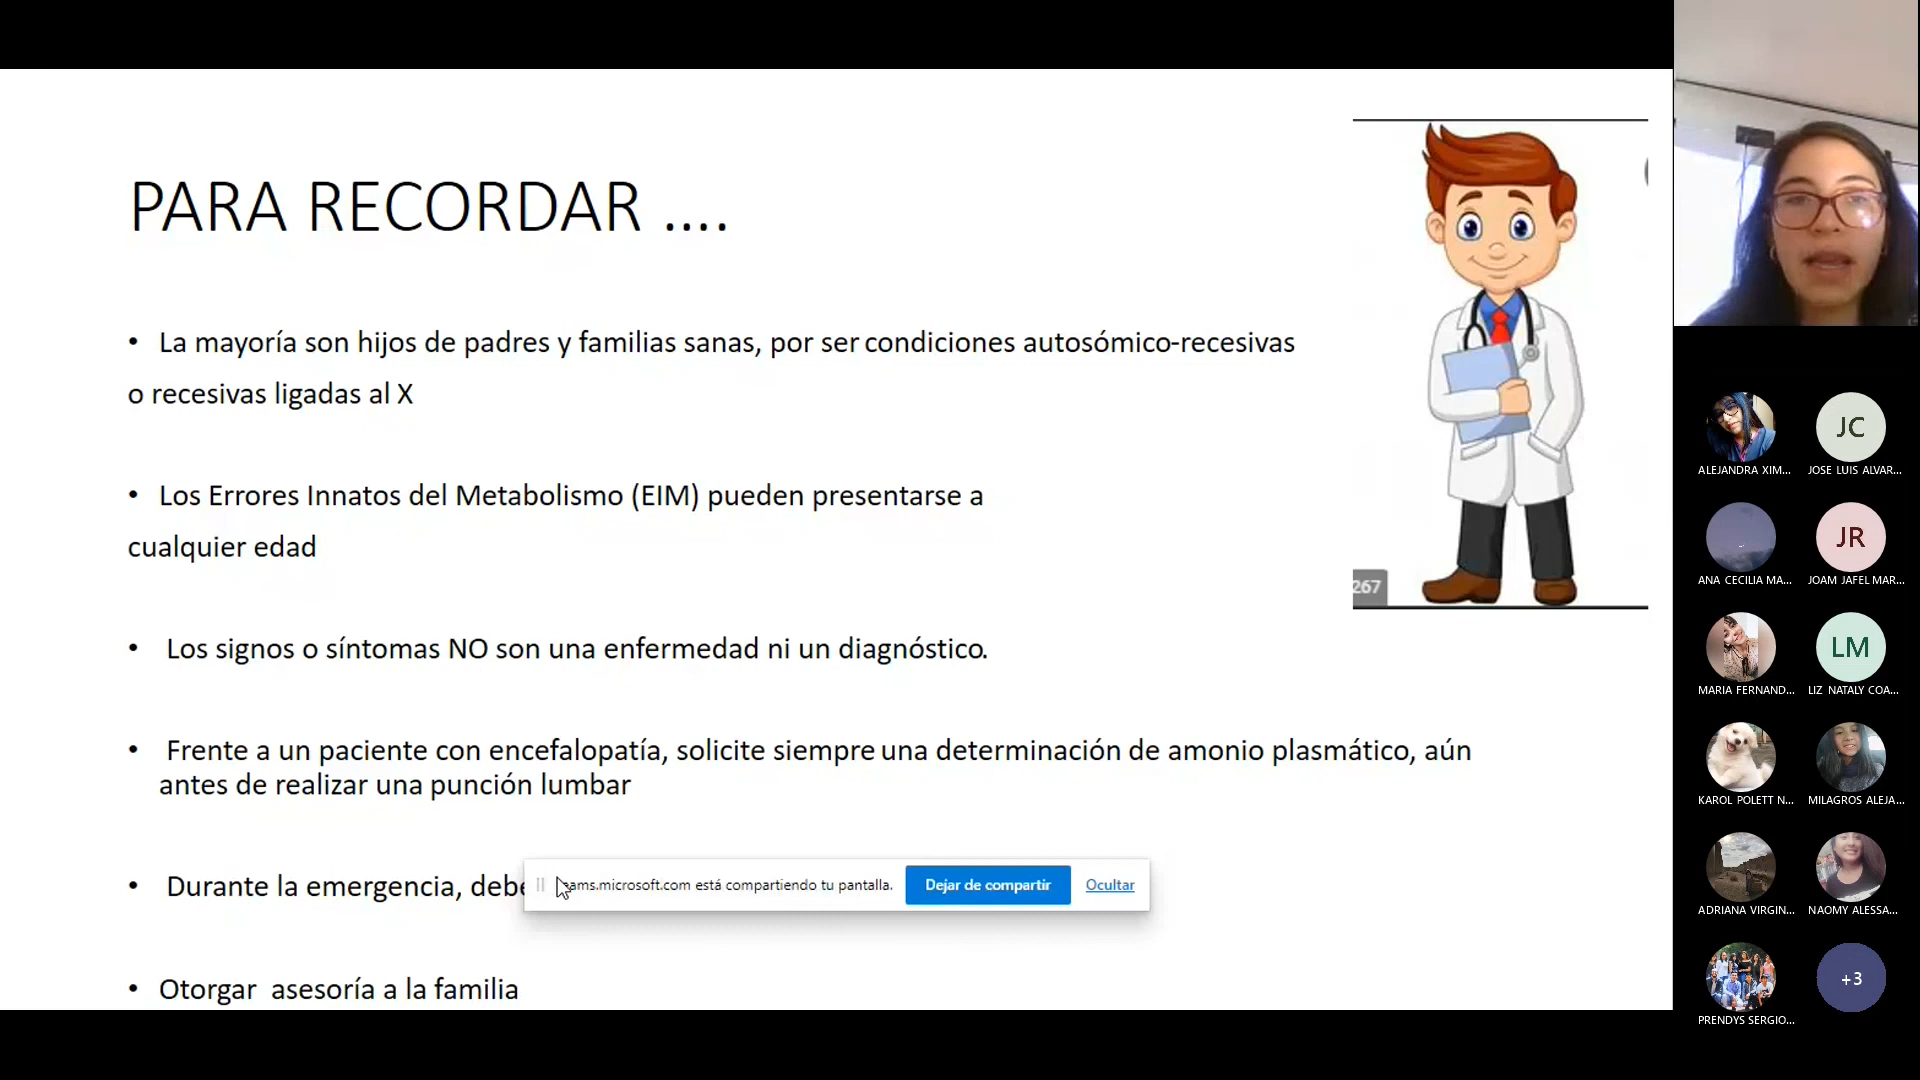 PARA RECORDAR ....
• La mayoría son hijos de padres y familias sanas, por ser condiciones autosómico-recesivas
o recesivas ligadas al X
• Los Errores Innatos del Metabolismo (EIM) pueden presentarse a
cualquier edad
• Los signos o síntomas NO son una enfermedad ni un diagnóstico.
• Frente a un paciente con encefalopatía, solicite siempre una determinación de amonio plasmático, aún
antes de realizar una punción lumbar
• Durante la emergencia, debe
ams.microsoft.com está compartiendo tu pantalla.
Dejar de compartir
Ocultar
• Otorgar asesoría a la familia
267
ALEJANDRA XIM...
JC
JOSE LUIS ALVAR...
ANA CECILIA MA...
JR
JOAM JAFEL MAR...
MARIA FERNAND...
LM
LIZ NATALY COA...
KAROL POLETT N...
MILAGROS ALEJA...
ADRIANA VIRGIN...
NAOMY ALESSA...
PRENDYS SERGIO...
+3